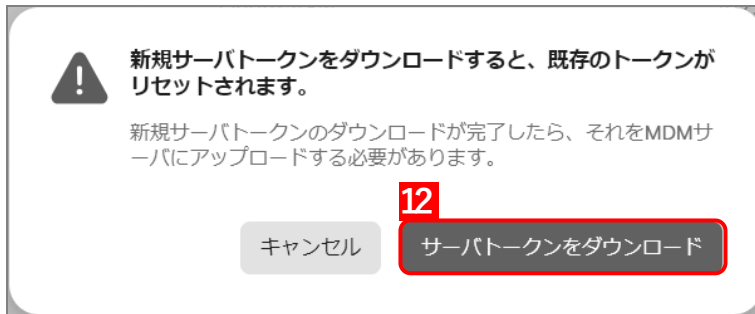 新規サーバトークンをダウンロードすると、既存のトークンが
リセットされます。
新規サーバトークンのダウンロードが完了したら、それをMDMサ
ーバにアップロードする必要があります。
12
キャンセル
サーバトークンをダウンロード